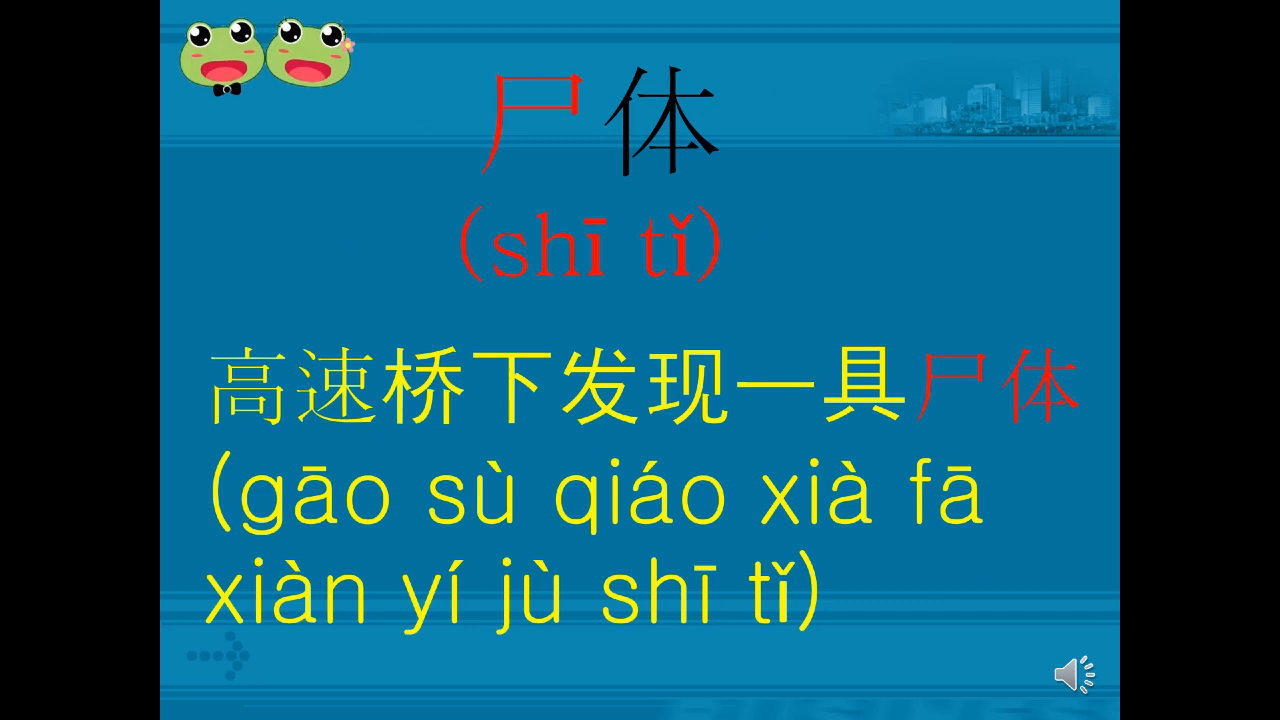 尸体
(shī tǐ)
高速桥下发现一具尸体
(gāo sù qiáo xià fā
xiàn yí jù shī tǐ)
BUSINESS